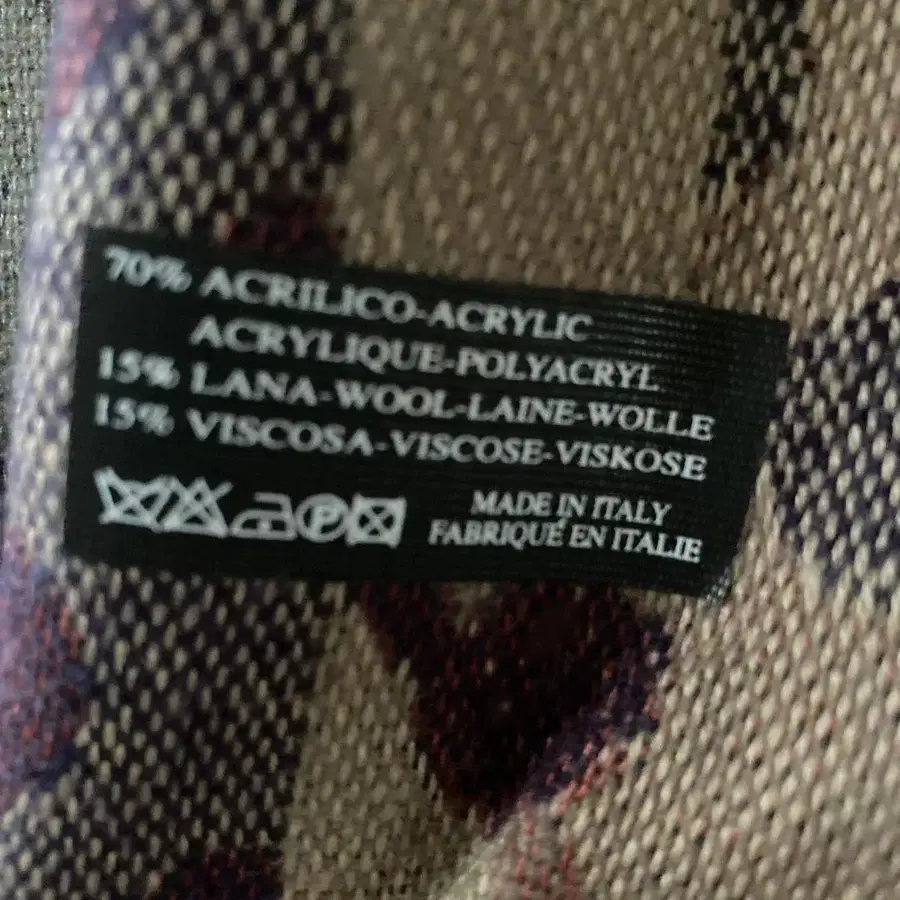 70% ACRILICO-ACRYLIC
ACRYLIQUE-POLYACRYL
15% LANA-WOOL-LAINE-WOLLE
15% VISCOSA-VISCOSE-VISKOSE
P
MADE IN ITALY
FABRIQUÉ EN ITALIE